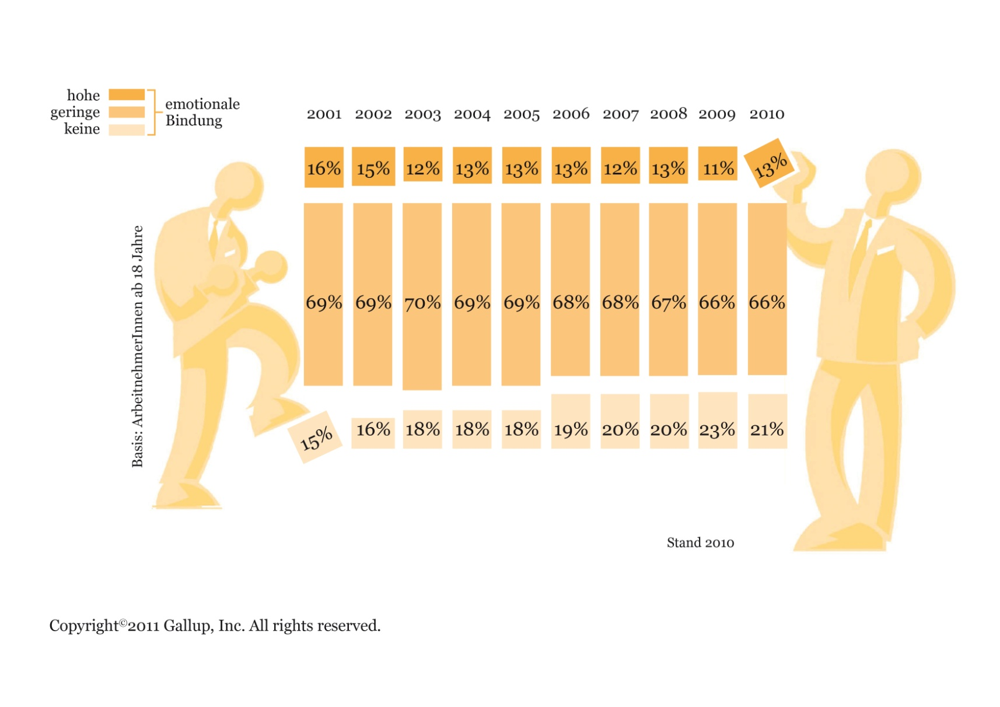 hohe
geringe
keine
emotionale
Bindung
2001 2002 2003 2004 2005 2006 2007 2008 2009 2010
16% 15% 12% 13% 13% 13% 12% 13% 11% 13%
69% 69% 70% 69% 69% 68% 68% 67% 66% 66%
15% 16% 18% 18% 18% 19% 20% 20% 23% 21%
Basis: ArbeitnehmerInnen ab 18 Jahre
Stand 2010
Copyright©2011 Gallup, Inc. All rights reserved.